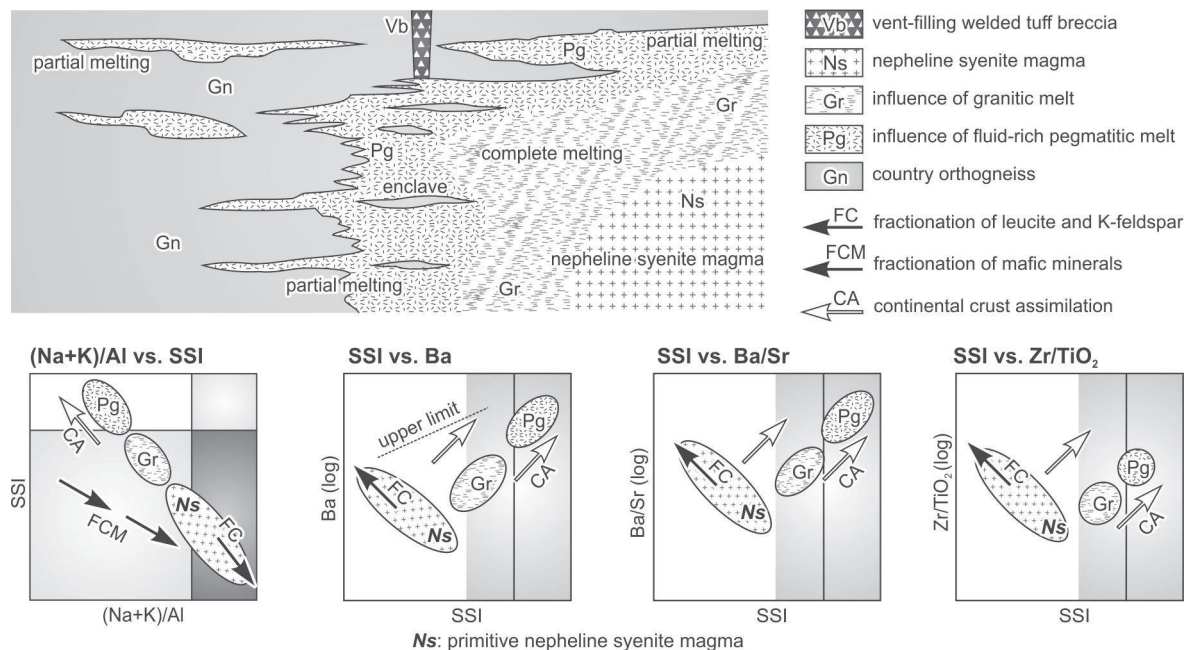 Vb
partial melting
Pg
partial melting
Gn
Gr
Pg
complete melting
enclave
Ns
Gn
nepheline syenite magma
partial melting
Gr
Vb vent-filling welded tuff breccia
Ns nepheline syenite magma
Gr influence of granitic melt
Pg influence of fluid-rich pegmatitic melt
Gn country orthogneiss
FC fractionation of leucite and K-feldspar
FCM fractionation of mafic minerals
CA continental crust assimilation
(Na+K)/Al vs. SSI
SSI
Pg
CA
Gr
Ns
FCM
FC
(Na+K)/Al
SSI vs. Ba
Ba (log)
upper limit
Pg
FC
Gr
CA
Ns
SSI
SSI vs. Ba/Sr
Ba/Sr (log)
Pg
FC
Gr
CA
Ns
SSI
SSI vs. Zr/TiO₂
Zr/TiO₂ (log)
FC
Pg
Gr
CA
Ns
SSI
Ns: primitive nepheline syenite magma